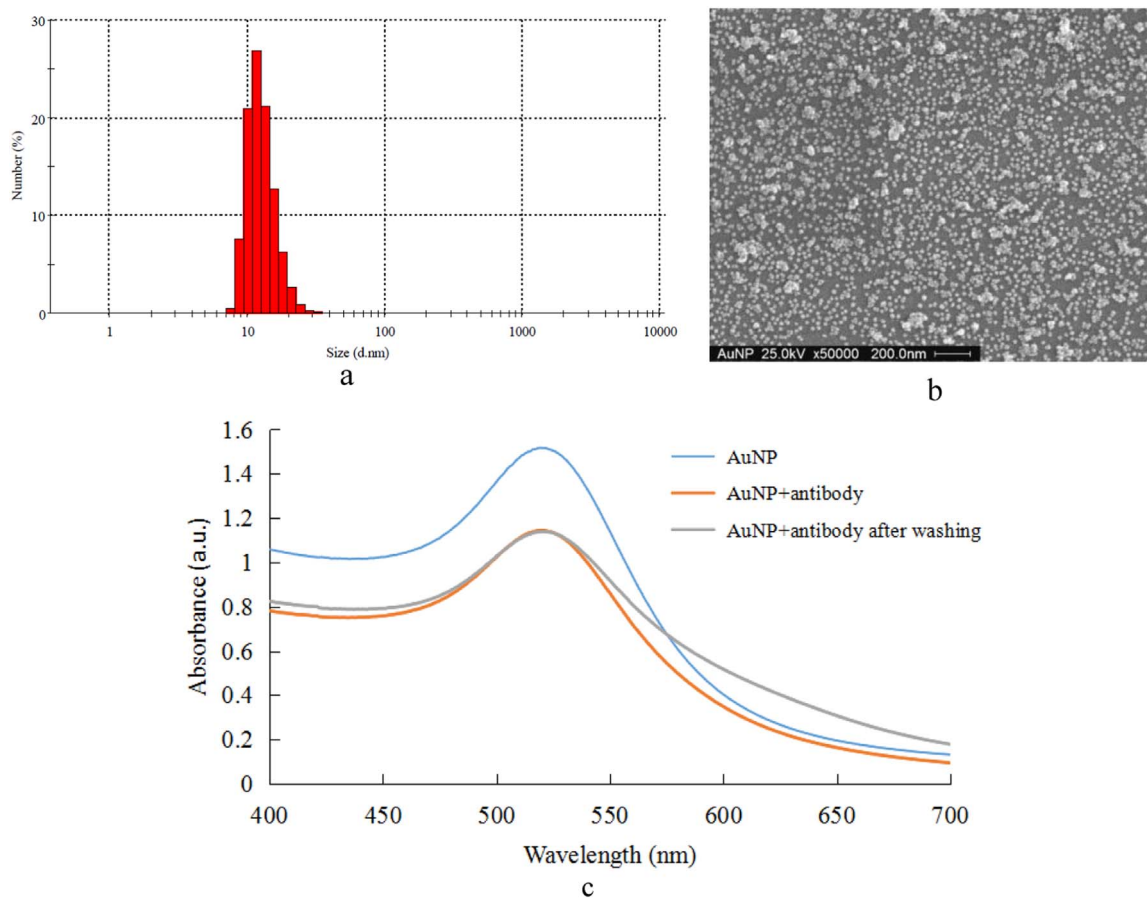 30
20
10
0
Number (%)
1
10
100
1000
10000
Size (d.nm)
a
AuNP 25.0kV x50000 200.0nm
b
1.6
1.4
1.2
1
0.8
0.6
0.4
0.2
0
Absorbance (a.u.)
AuNP
AuNP+antibody
AuNP+antibody after washing
400
450
500
550
600
650
700
Wavelength (nm)
c